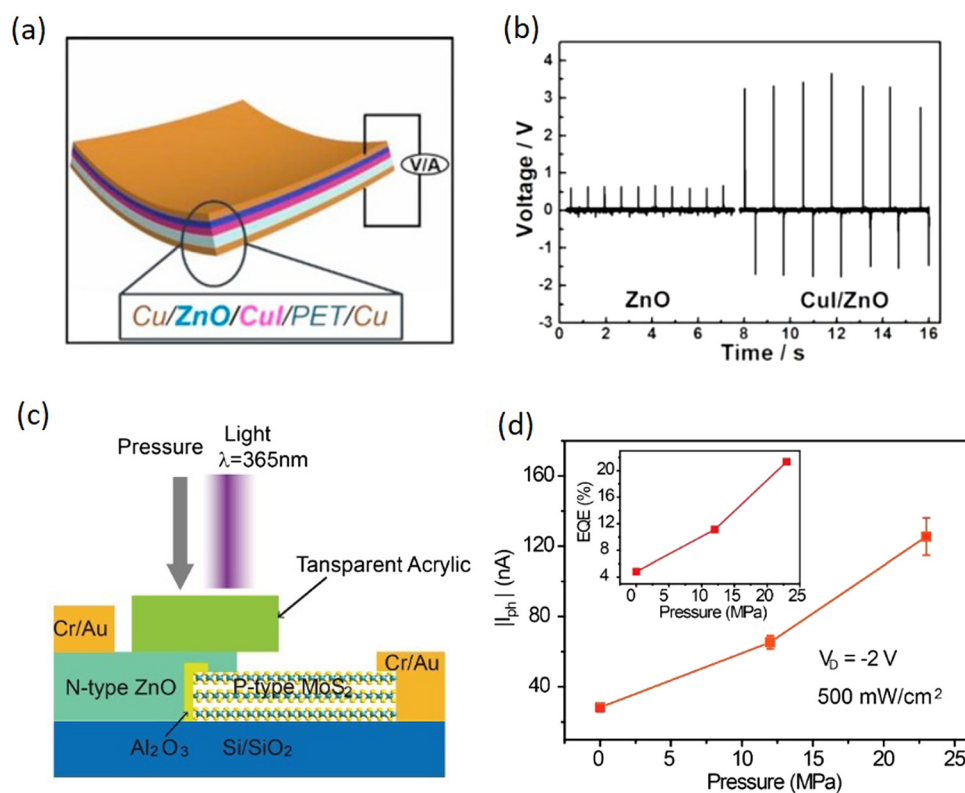 (a)
V/A
Cu/ZnO/CuI/PET/Cu
(b)
Voltage / V
4
3
2
1
0
-1
-2
-3
ZnO
CuI/ZnO
0 2 4 6 8 10 12 14 16
Time / s
(c)
Pressure
Light
λ=365nm
Tansparent Acrylic
Cr/Au
Cr/Au
N-type ZnO
P-type MoS₂
Al₂O₃
Si/SiO₂
(d)
||ₚₕ| (nA)
160
120
80
40
EQE (%)
20
16
12
8
4
0 5 10 15 20 25
Pressure (MPa)
V_D = -2 V
500 mW/cm²
0 5 10 15 20 25
Pressure (MPa)